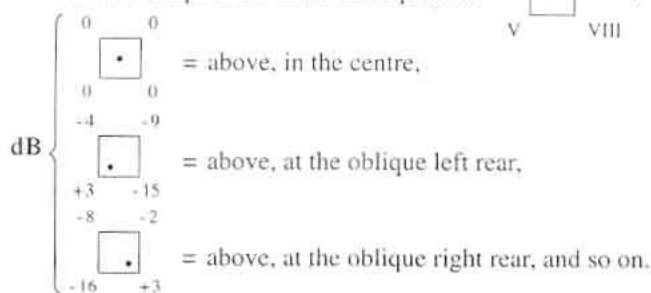 V VIII
0 0
= above, in the centre,
0 0
-4 -9
dB
= above, at the oblique left rear,
+3 -15
-8 -2
= above, at the oblique right rear, and so on.
-16 +3